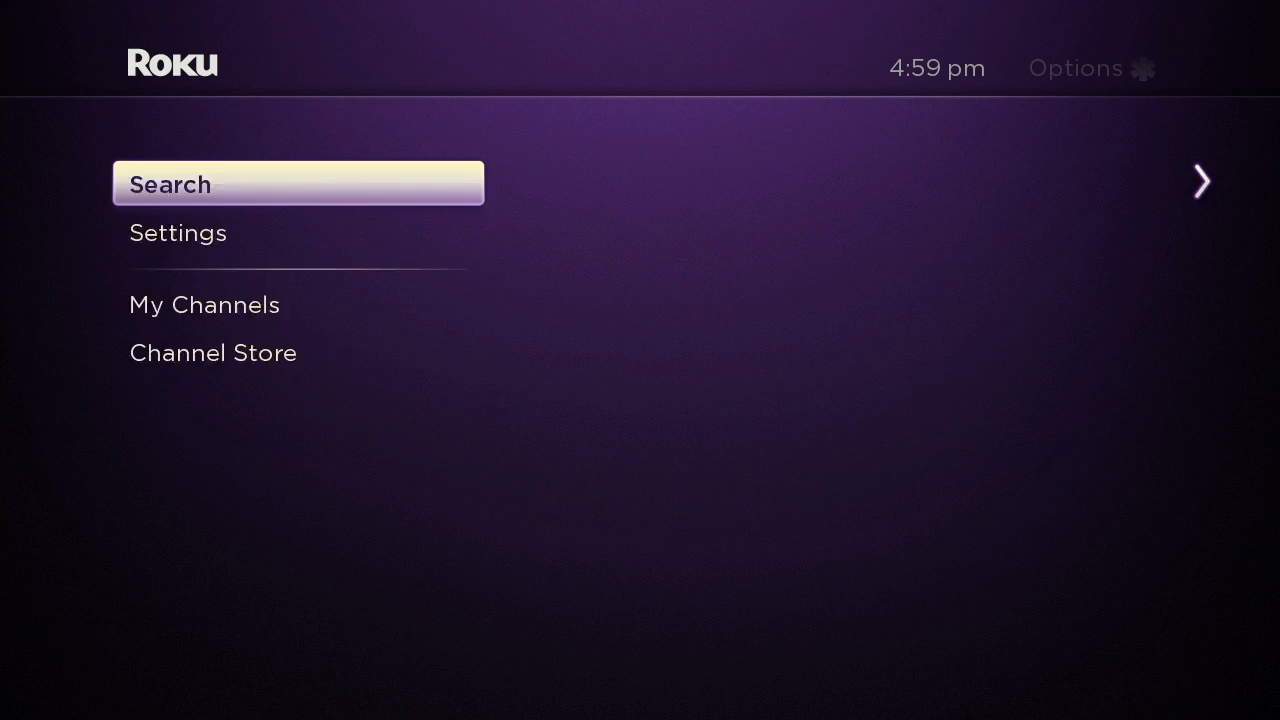 Roku
4:59 pm Options ✱
Search
Settings
My Channels
Channel Store